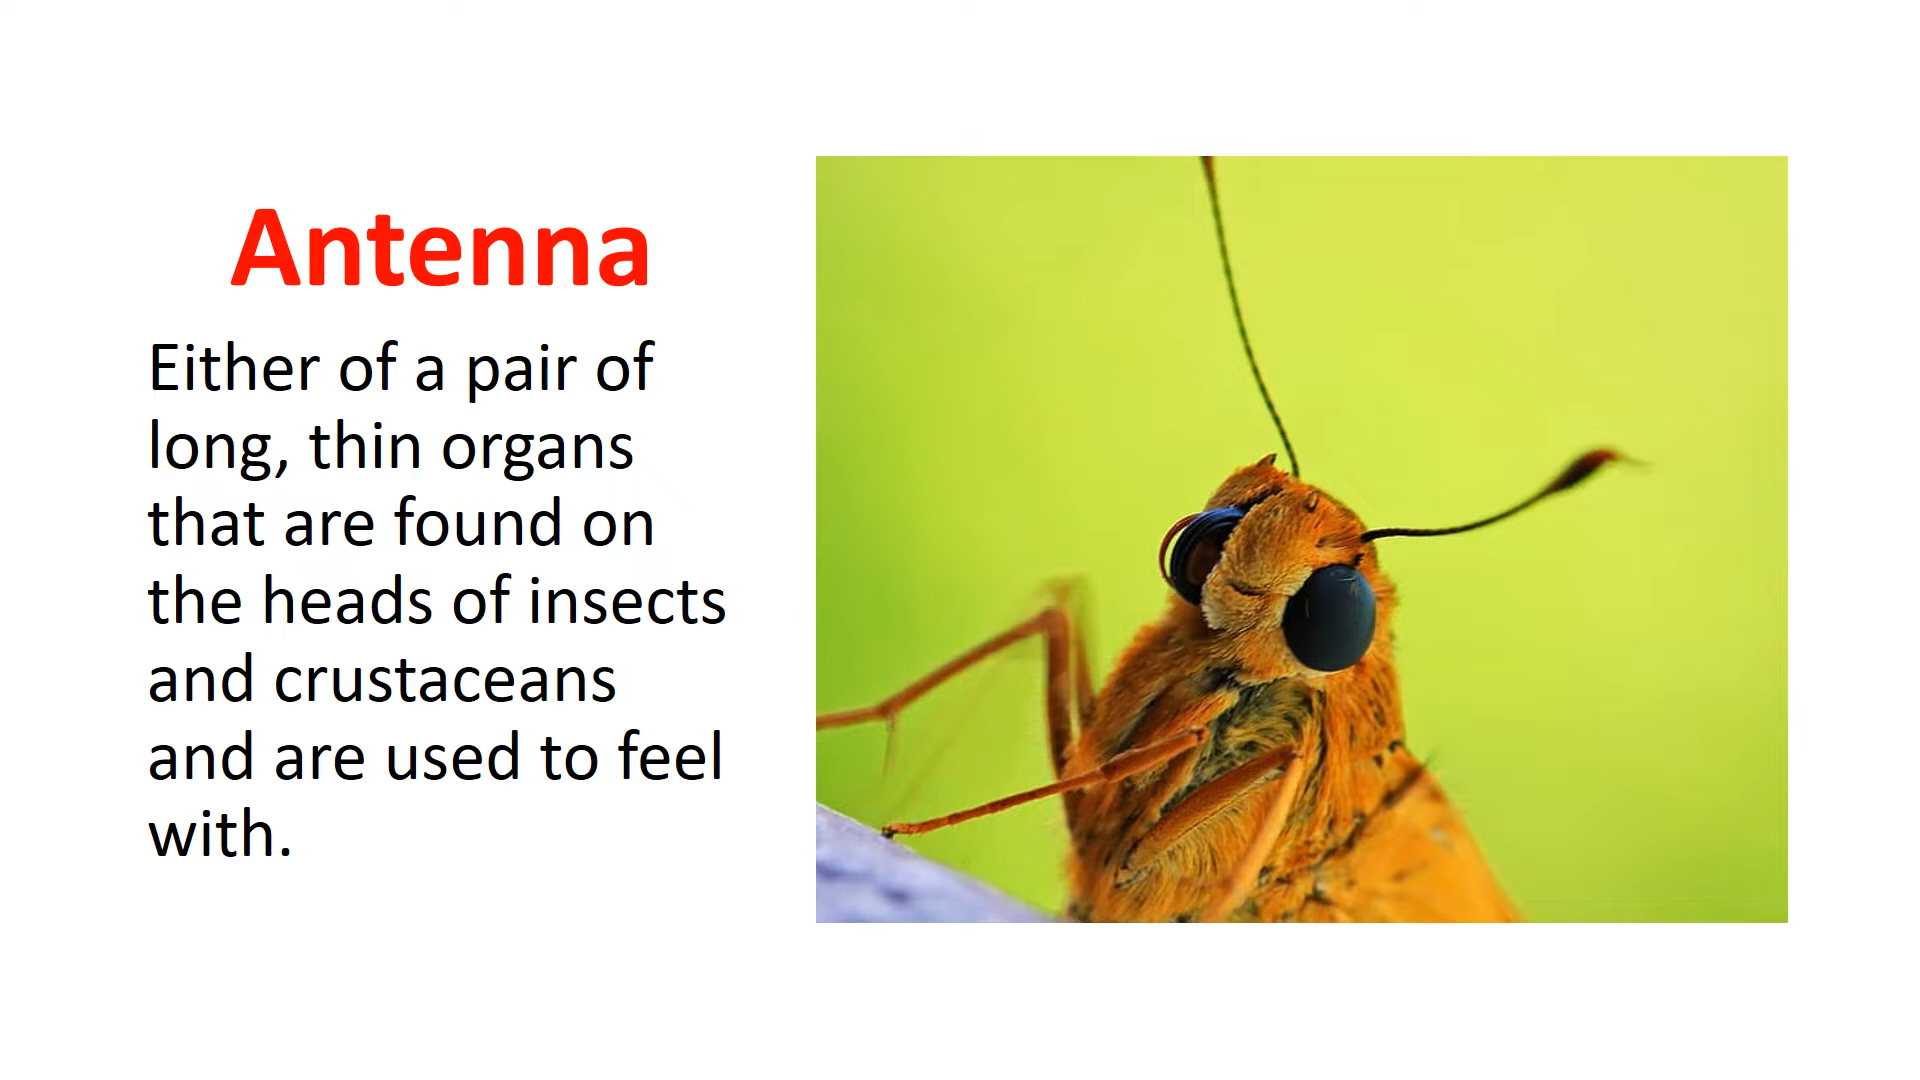 Antenna
Either of a pair of
long, thin organs
that are found on
the heads of insects
and crustaceans
and are used to feel
with.